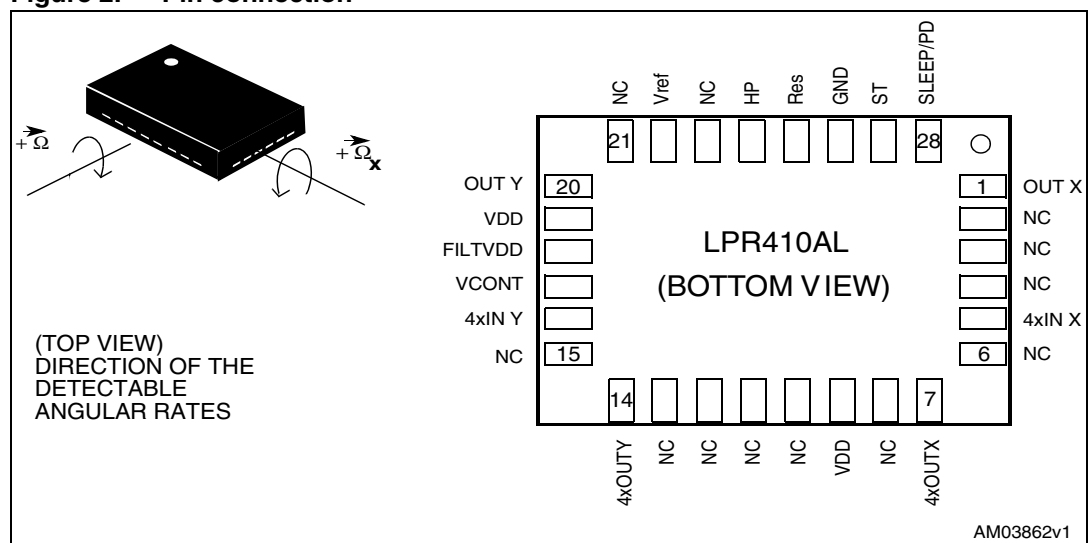 Figure 2. Pin connection
+ Ω
+ Ωx
(TOP VIEW)
DIRECTION OF THE
DETECTABLE
ANGULAR RATES
NC
Vref
NC
HP
Res
GND
ST
SLEEP/PD
21
28
OUT Y
20
VDD
FILTVDD
VCONT
4xIN Y
NC
15
LPR410AL
(BOTTOM VIEW)
1
OUT X
NC
NC
NC
4xIN X
6
NC
14
7
4xOUTY
NC
NC
NC
NC
VDD
NC
4xOUTX
AM03862v1